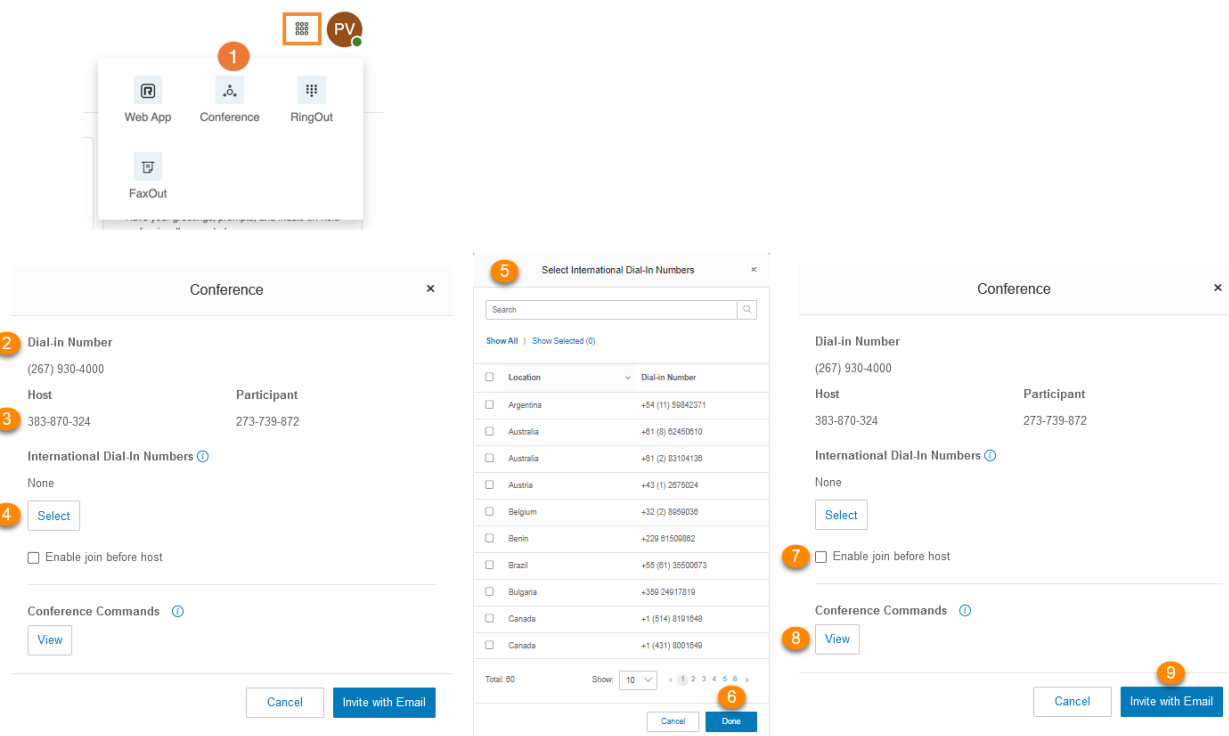 PV
1
Web App Conference RingOut
FaxOut
Conference ×
2 Dial-in Number
(267) 930-4000
Host Participant
3 383-870-324 273-739-872
International Dial-In Numbers
None
4 Select
Enable join before host
Conference Commands
View
Cancel Invite with Email
5 Select International Dial-In Numbers ×
Search
Show All | Show Selected (0)
Location Dial-in Number
Argentina +54 (11) 59842371
Australia +61 (8) 62450610
Australia +61 (2) 83104136
Austria +43 (1) 2675024
Belgium +32 (2) 8959036
Benin +229 61509862
Brazil +55 (61) 35500673
Bulgaria +359 24917819
Canada +1 (514) 8191648
Canada +1 (431) 8001649
Total: 60 Show: 10 ‹ 1 2 3 4 5 6 ›
6
Cancel Done
Conference ×
Dial-in Number
(267) 930-4000
Host Participant
383-870-324 273-739-872
International Dial-In Numbers
None
Select
7 Enable join before host
Conference Commands
8 View
9
Cancel Invite with Email